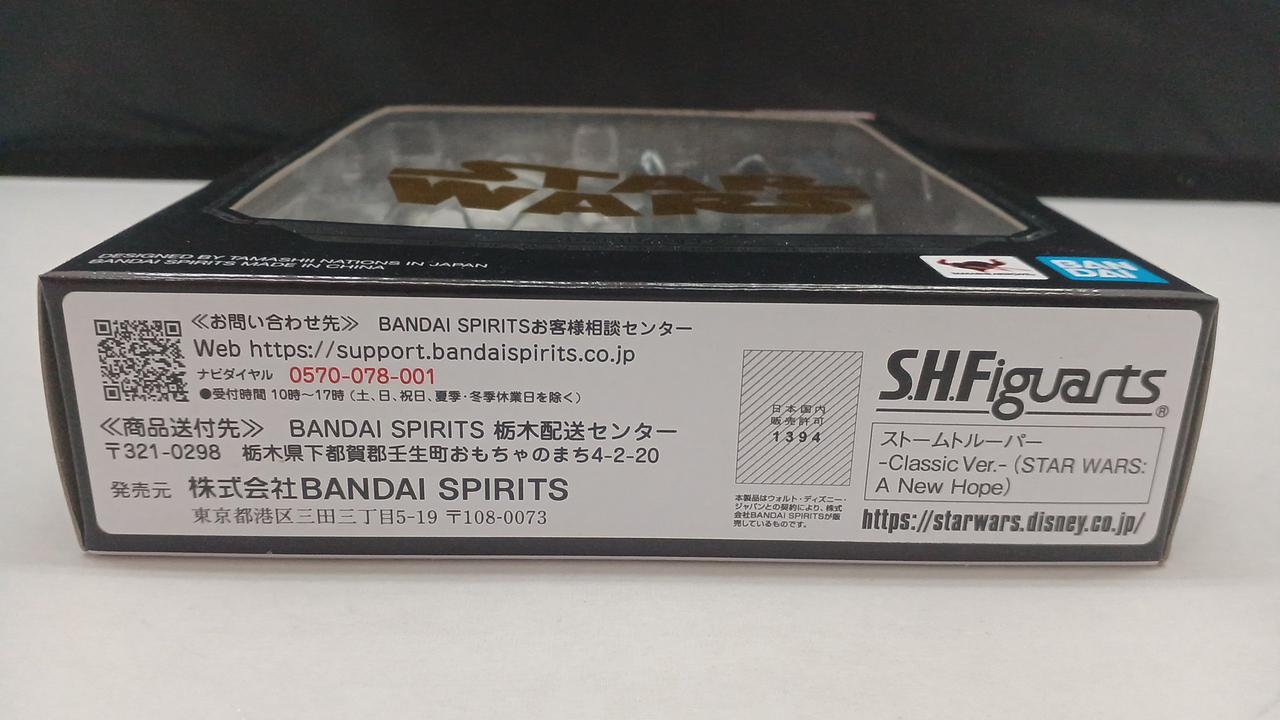 STAR
WARS
DESIGNED BY TAMASHII NATIONS IN JAPAN
BANDAI SPIRITS MADE IN CHINA
BAN
DAI
≪お問い合わせ先≫ BANDAI SPIRITSお客様相談センター
Web https://support.bandaispirits.co.jp
ナビダイヤル 0570-078-001
●受付時間 10時～17時（土、日、祝日、夏季・冬季休業日を除く）
≪商品送付先≫ BANDAI SPIRITS 栃木配送センター
〒321-0298 栃木県下都賀郡壬生町おもちゃのまち4-2-20
発売元 株式会社BANDAI SPIRITS
東京都港区三田三丁目5-19 〒108-0073
日本国内
販売許可
1394
本製品はウォルト・ディズニー・
ジャパンとの契約により、株式
会社BANDAI SPIRITSが販
売しているものです。
S.H.Figuarts®
ストームトルーパー
-Classic Ver.-（STAR WARS:
A New Hope）
https://starwars.disney.co.jp/